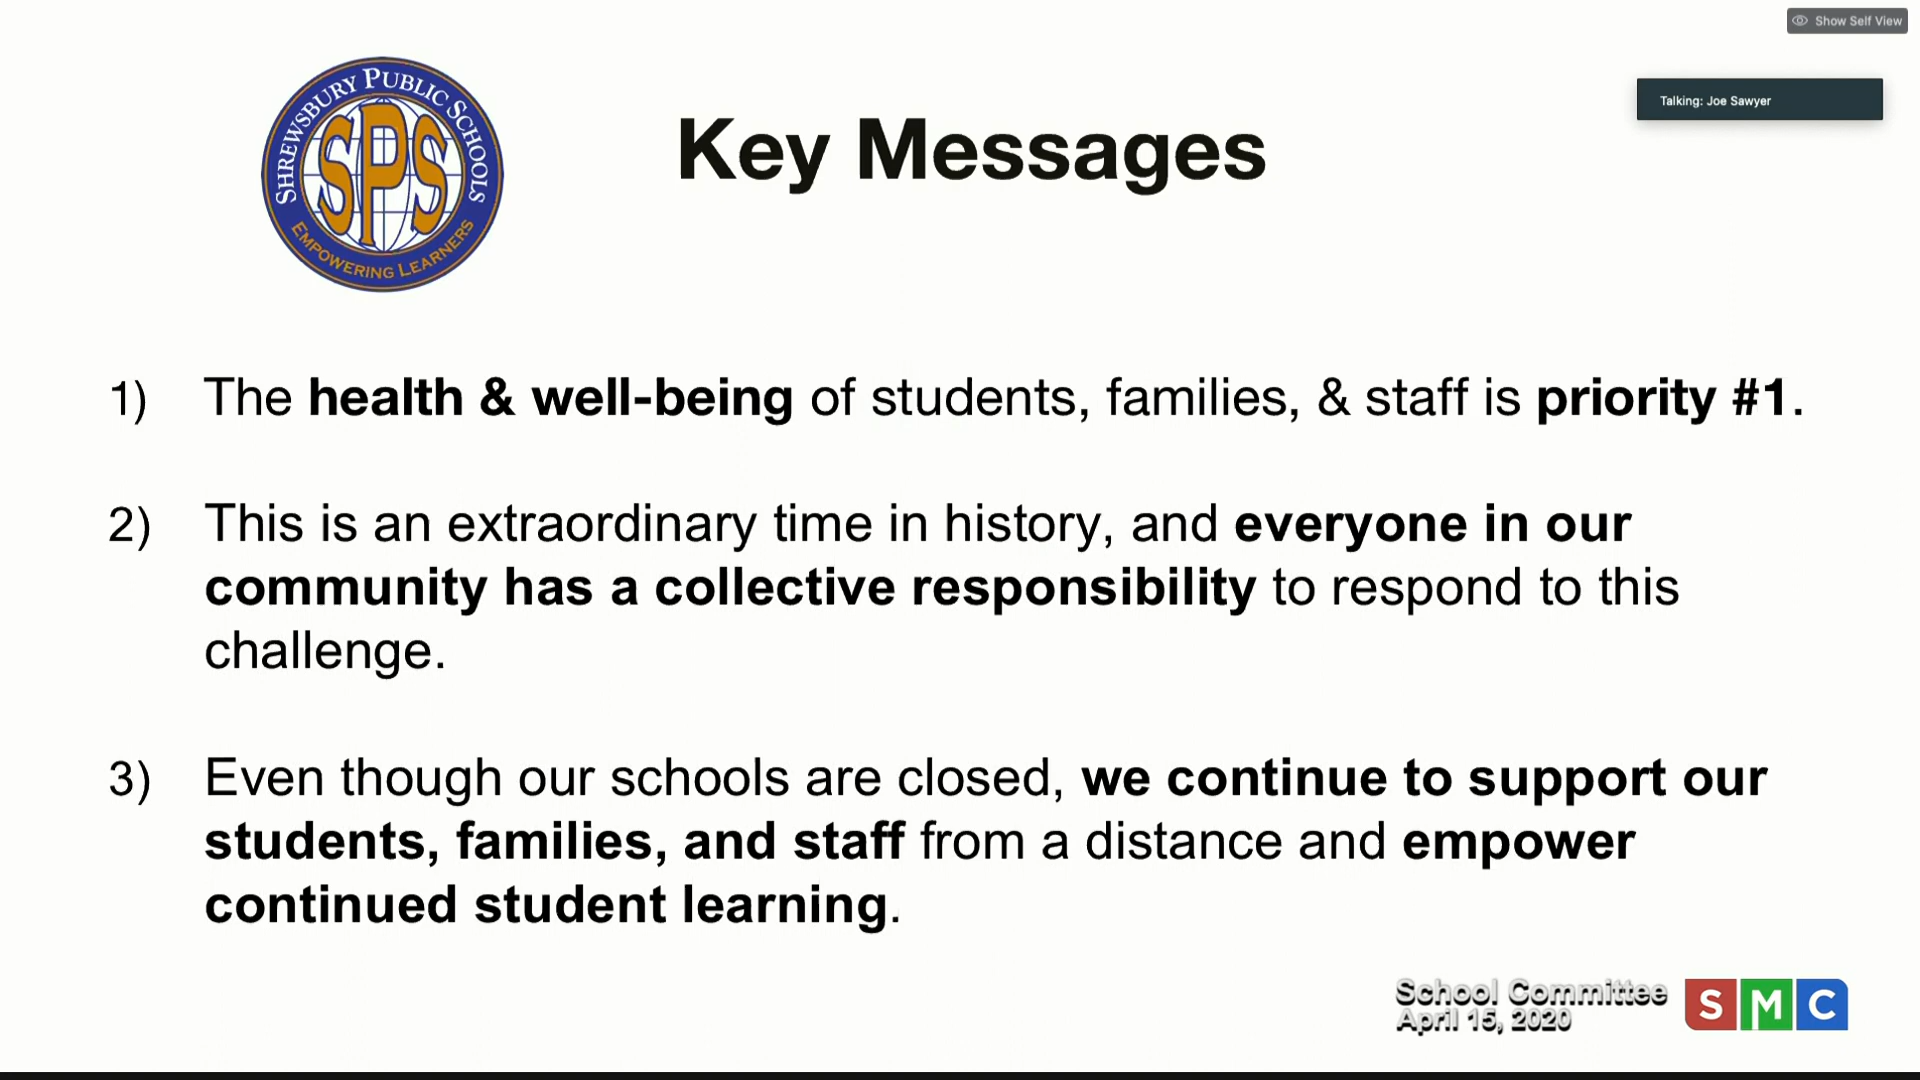 Show Self View
Talking: Joe Sawyer
SHREWSBURY PUBLIC SCHOOLS
SPS
EMPOWERING LEARNERS
Key Messages
1) The health & well-being of students, families, & staff is priority #1.
2) This is an extraordinary time in history, and everyone in our
community has a collective responsibility to respond to this
challenge.
3) Even though our schools are closed, we continue to support our
students, families, and staff from a distance and empower
continued student learning.
School Committee
April 15, 2020
SMC